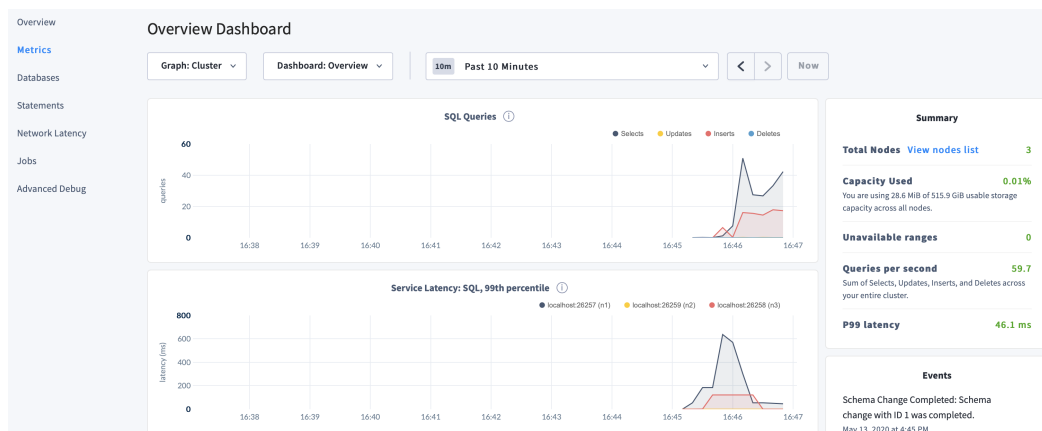 Overview
Metrics
Databases
Statements
Network Latency
Jobs
Advanced Debug
Overview Dashboard
Graph: Cluster
Dashboard: Overview
10m Past 10 Minutes
Now
SQL Queries
Selects Updates Inserts Deletes
queries
60
40
20
0
16:38 16:39 16:40 16:41 16:42 16:43 16:44 16:45 16:46 16:47
Service Latency: SQL, 99th percentile
localhost:26257 (n1) localhost:26259 (n2) localhost:26258 (n3)
latency (ms)
800
600
400
200
0
16:38 16:39 16:40 16:41 16:42 16:43 16:44 16:45 16:46 16:47
Summary
Total Nodes View nodes list 3
Capacity Used 0.01%
You are using 28.6 MiB of 515.9 GiB usable storage
capacity across all nodes.
Unavailable ranges 0
Queries per second 59.7
Sum of Selects, Updates, Inserts, and Deletes across
your entire cluster.
P99 latency 46.1 ms
Events
Schema Change Completed: Schema
change with ID 1 was completed.
May 13, 2020 at 4:45 PM